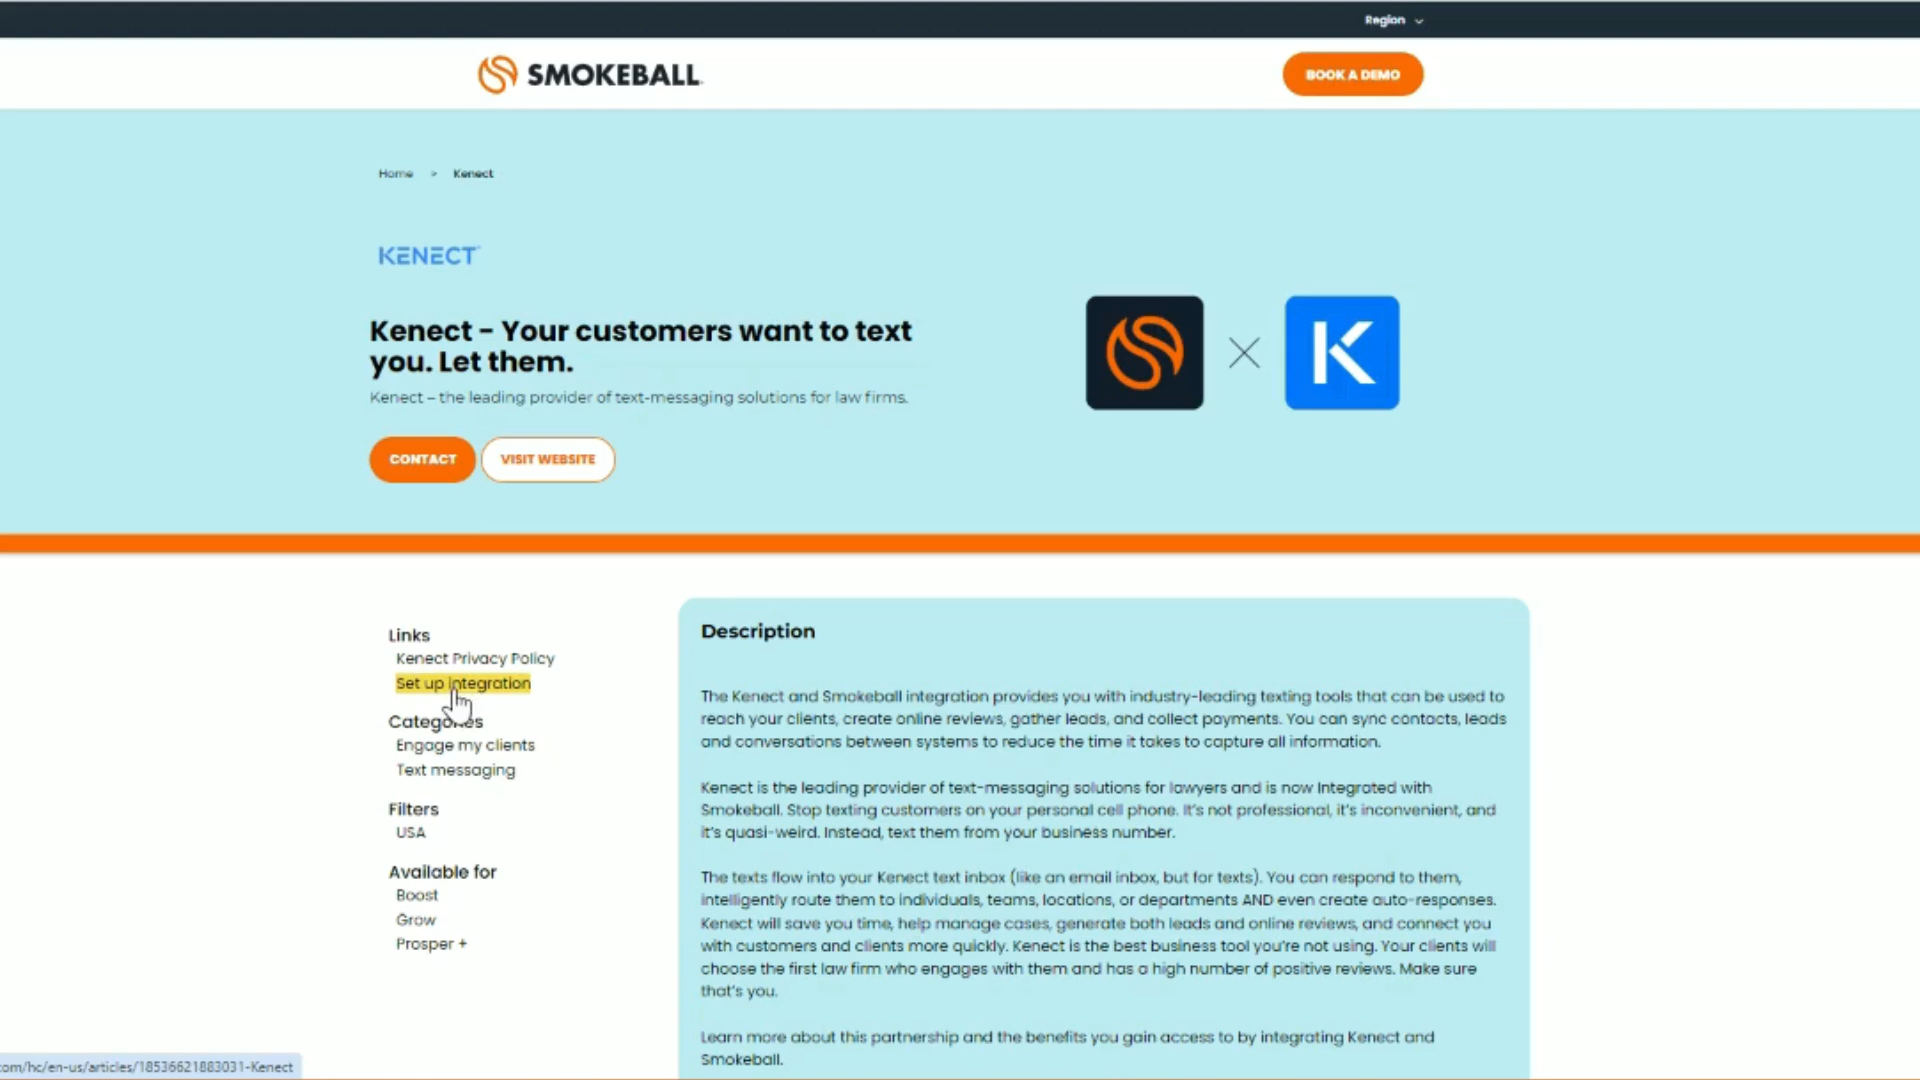 Region
SMOKEBALL
BOOK A DEMO
Home > Kenect
KENECT
Kenect – Your customers want to text
you. Let them.
Kenect – the leading provider of text-messaging solutions for law firms.
CONTACT
VISIT WEBSITE
Links
Kenect Privacy Policy
Set up integration
Categories
Engage my clients
Text messaging
Filters
USA
Available for
Boost
Grow
Prosper +
Description
The Kenect and Smokeball integration provides you with industry-leading texting tools that can be used to
reach your clients, create online reviews, gather leads, and collect payments. You can sync contacts, leads
and conversations between systems to reduce the time it takes to capture all information.
Kenect is the leading provider of text-messaging solutions for lawyers and is now Integrated with
Smokeball. Stop texting customers on your personal cell phone. It's not professional, it's inconvenient, and
it's quasi-weird. Instead, text them from your business number.
The texts flow into your Kenect text inbox (like an email inbox, but for texts). You can respond to them,
intelligently route them to individuals, teams, locations, or departments AND even create auto-responses.
Kenect will save you time, help manage cases, generate both leads and online reviews, and connect you
with customers and clients more quickly. Kenect is the best business tool you're not using. Your clients will
choose the first law firm who engages with them and has a high number of positive reviews. Make sure
that's you.
Learn more about this partnership and the benefits you gain access to by integrating Kenect and
Smokeball.
com/hc/en-us/articles/18536621883031-Kenect